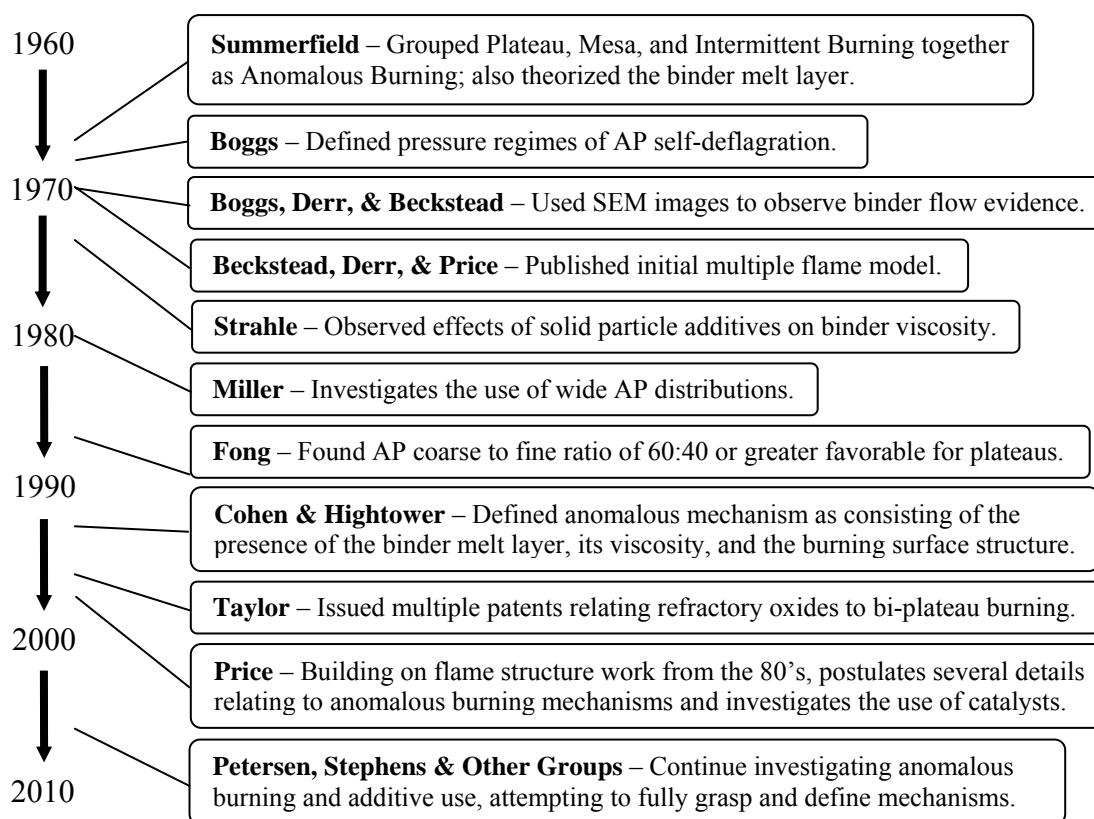 1960
Summerfield – Grouped Plateau, Mesa, and Intermittent Burning together
as Anomalous Burning; also theorized the binder melt layer.
Boggs – Defined pressure regimes of AP self-deflagration.
1970
Boggs, Derr, & Beckstead – Used SEM images to observe binder flow evidence.
Beckstead, Derr, & Price – Published initial multiple flame model.
Strahle – Observed effects of solid particle additives on binder viscosity.
1980
Miller – Investigates the use of wide AP distributions.
Fong – Found AP coarse to fine ratio of 60:40 or greater favorable for plateaus.
1990
Cohen & Hightower – Defined anomalous mechanism as consisting of the
presence of the binder melt layer, its viscosity, and the burning surface structure.
Taylor – Issued multiple patents relating refractory oxides to bi-plateau burning.
2000
Price – Building on flame structure work from the 80’s, postulates several details
relating to anomalous burning mechanisms and investigates the use of catalysts.
Petersen, Stephens & Other Groups – Continue investigating anomalous
burning and additive use, attempting to fully grasp and define mechanisms.
2010